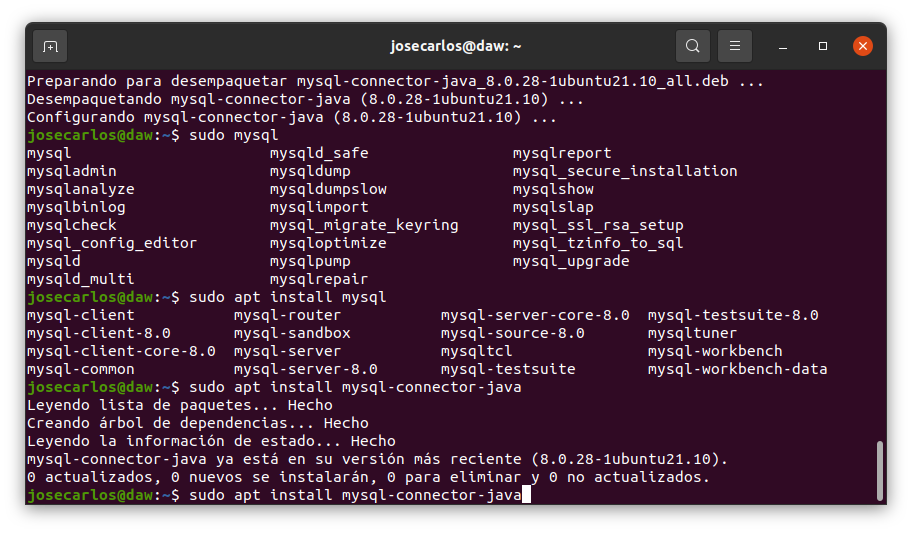 josecarlos@daw: ~
Preparando para desempaquetar mysql-connector-java_8.0.28-1ubuntu21.10_all.deb ...
Desempaquetando mysql-connector-java (8.0.28-1ubuntu21.10) ...
Configurando mysql-connector-java (8.0.28-1ubuntu21.10) ...
josecarlos@daw:~$ sudo mysql
mysql mysqld_safe mysqlreport
mysqladmin mysqldump mysql_secure_installation
mysqlanalyze mysqldumpslow mysqlshow
mysqlbinlog mysqlimport mysqlslap
mysqlcheck mysql_migrate_keyring mysql_ssl_rsa_setup
mysql_config_editor mysqloptimize mysql_tzinfo_to_sql
mysqld mysqlpump mysql_upgrade
mysqld_multi mysqlrepair
josecarlos@daw:~$ sudo apt install mysql
mysql-client mysql-router mysql-server-core-8.0 mysql-testsuite-8.0
mysql-client-8.0 mysql-sandbox mysql-source-8.0 mysqltuner
mysql-client-core-8.0 mysql-server mysqltcl mysql-workbench
mysql-common mysql-server-8.0 mysql-testsuite mysql-workbench-data
josecarlos@daw:~$ sudo apt install mysql-connector-java
Leyendo lista de paquetes... Hecho
Creando árbol de dependencias... Hecho
Leyendo la información de estado... Hecho
mysql-connector-java ya está en su versión más reciente (8.0.28-1ubuntu21.10).
0 actualizados, 0 nuevos se instalarán, 0 para eliminar y 0 no actualizados.
josecarlos@daw:~$ sudo apt install mysql-connector-java